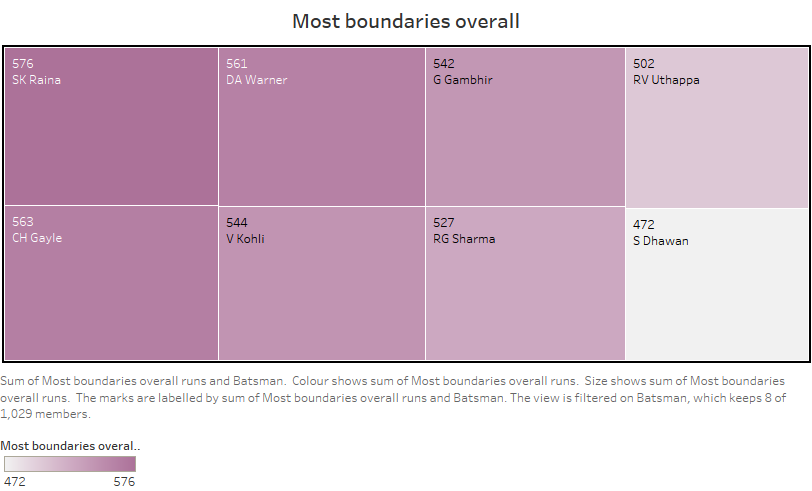 Most boundaries overall
576
SK Raina
561
DA Warner
542
G Gambhir
502
RV Uthappa
563
CH Gayle
544
V Kohli
527
RG Sharma
472
S Dhawan
Sum of Most boundaries overall runs and Batsman.  Colour shows sum of Most boundaries overall runs.  Size shows sum of Most boundaries
overall runs.  The marks are labelled by sum of Most boundaries overall runs and Batsman. The view is filtered on Batsman, which keeps 8 of
1,029 members.
Most boundaries overal..
472 576